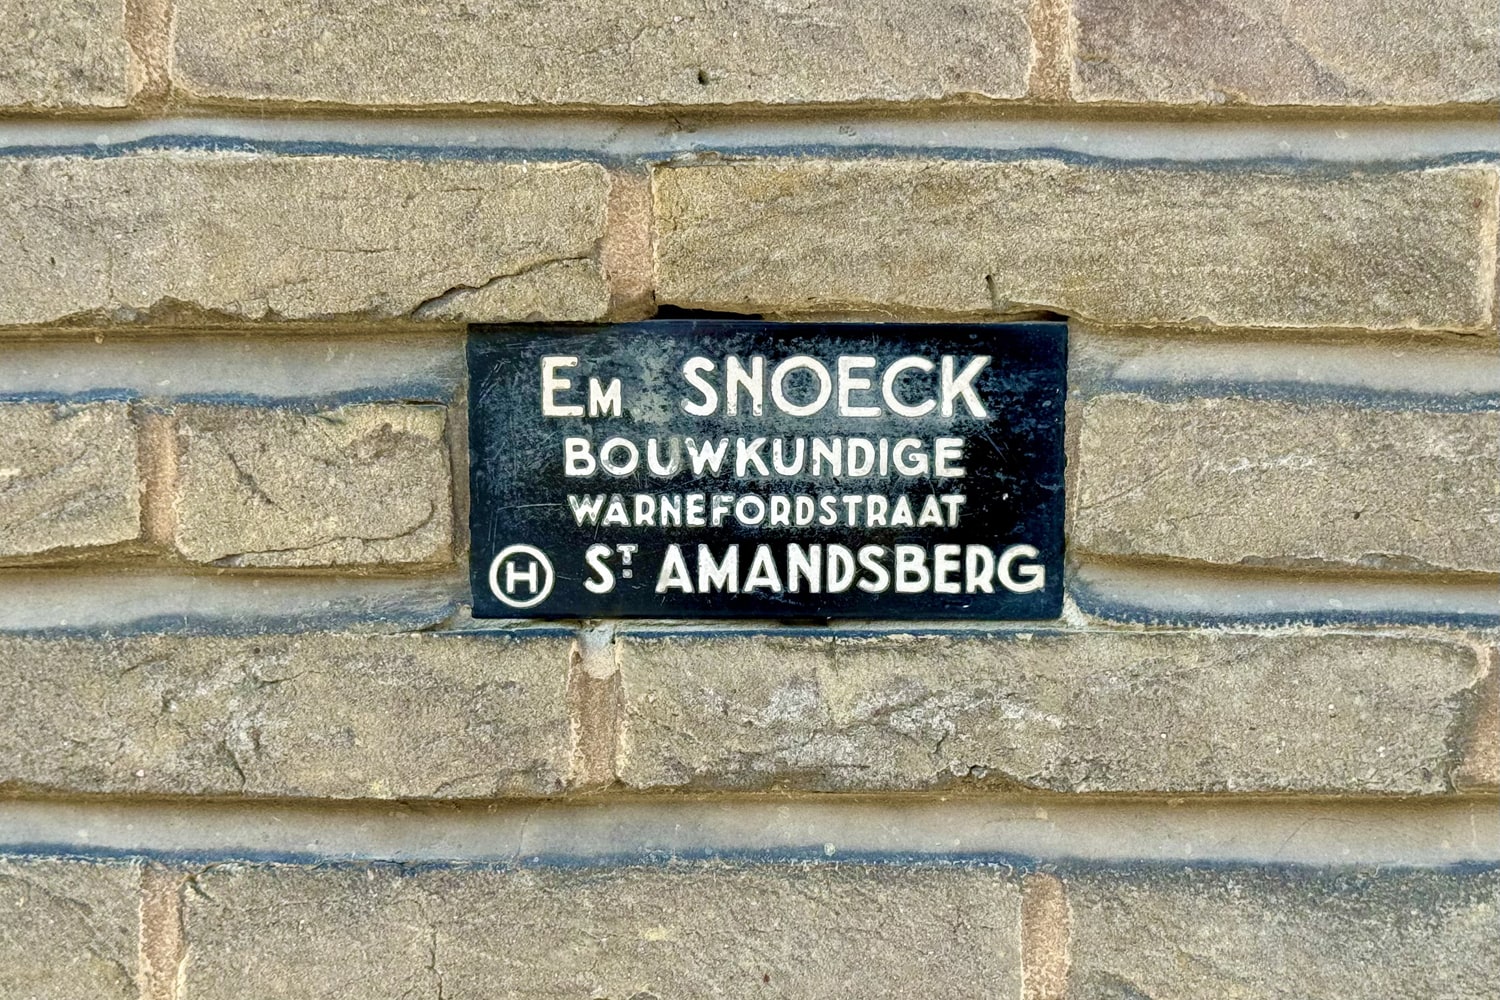 Em SNOECK
BOUWKUNDIGE
WARNEFORDSTRAAT
H ST. AMANDSBERG